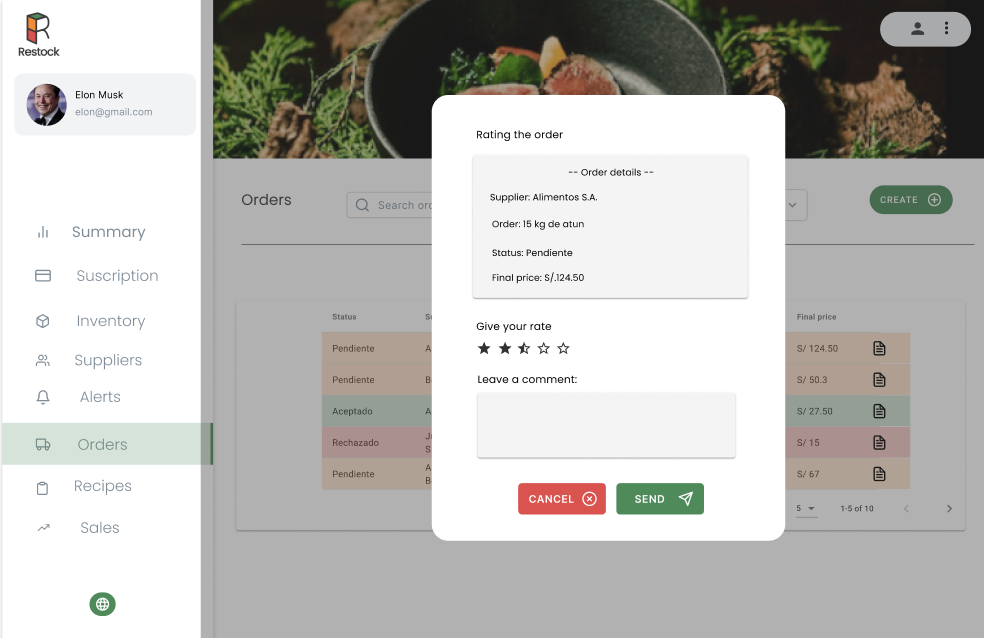 Restock
Elon Musk
elon@gmail.com
Summary
Suscription
Inventory
Suppliers
Alerts
Orders
Recipes
Sales
Orders
Search
CREATE
Status
Final price
Pendiente
S/ 124.50
Pendiente
S/ 50.3
Aceptado
S/ 27.50
Rechazado
S/ 15
Pendiente
S/ 67
5
1-5 of 10
Rating the order
-- Order details --
Supplier: Alimentos S.A.
Order: 15 kg de atun
Status: Pendiente
Final price: S/.124.50
Give your rate
Leave a comment:
CANCEL
SEND